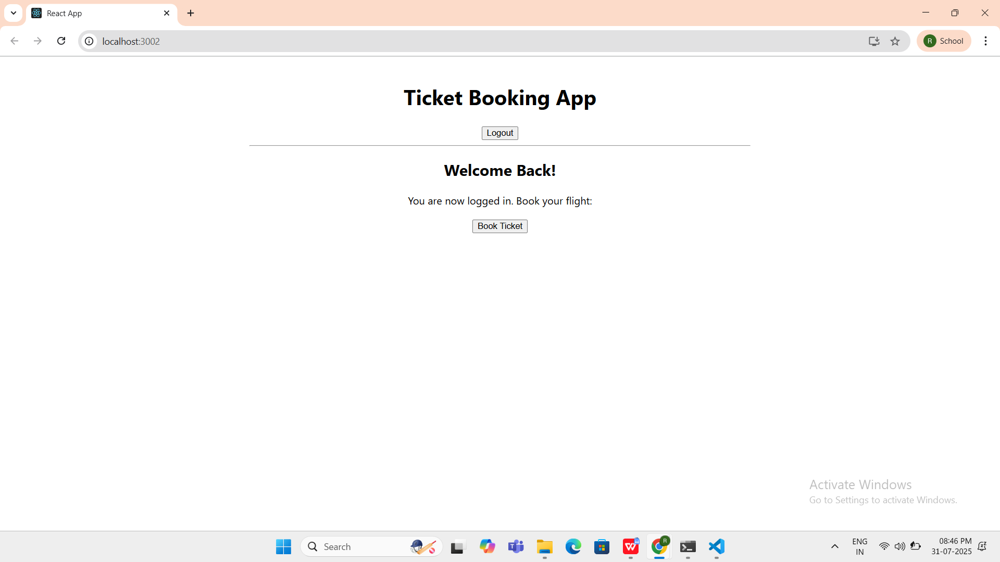 React App
localhost:3002
R School
Ticket Booking App
Logout
Welcome Back!
You are now logged in. Book your flight:
Book Ticket
Activate Windows
Go to Settings to activate Windows.
Search
R
ENG
IN
08:46 PM
31-07-2025